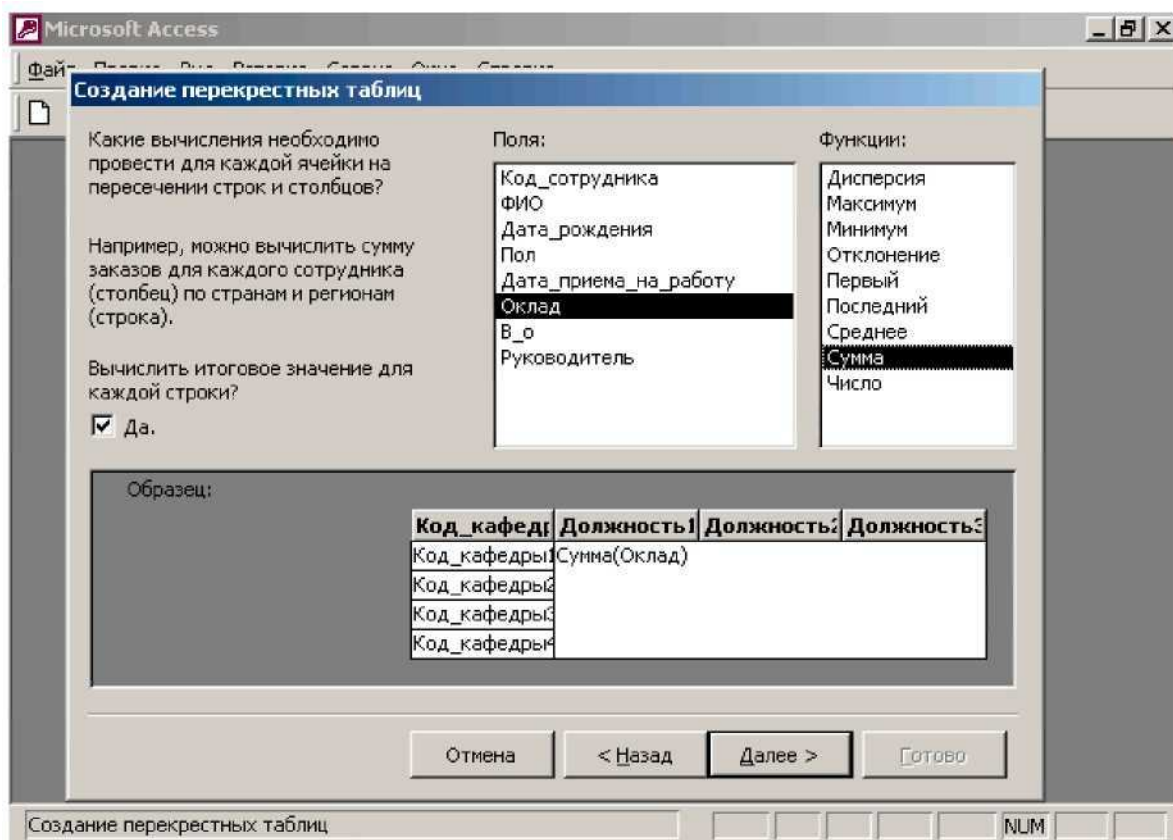 Microsoft Access
Создание перекрестных таблиц
Какие вычисления необходимо
провести для каждой ячейки на
пересечении строк и столбцов?
Например, можно вычислить сумму
заказов для каждого сотрудника
(столбец) по странам и регионам
(строка).
Вычислить итоговое значение для
каждой строки?
Да.
Поля:
Код_сотрудника
ФИО
Дата_рождения
Пол
Дата_приема_на_работу
Оклад
В_о
Руководитель
Функции:
Дисперсия
Максимум
Минимум
Отклонение
Первый
Последний
Среднее
Сумма
Число
Образец:
Код_кафедр Должность1 Должность2 Должность3
Код_кафедры1 Сумма(Оклад)
Код_кафедры2
Код_кафедры3
Код_кафедры4
Отмена < Назад Далее > Готово
Создание перекрестных таблиц NUM